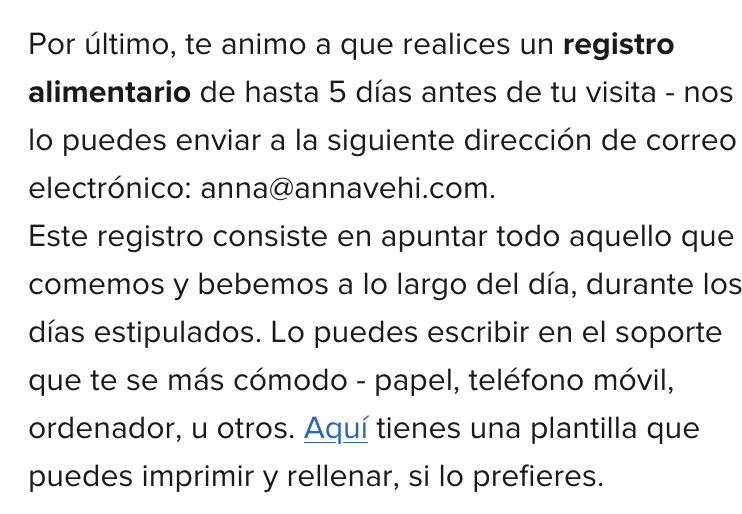 Por último, te animo a que realices un registro
alimentario de hasta 5 días antes de tu visita - nos
lo puedes enviar a la siguiente dirección de correo
electrónico: anna@annavehi.com.
Este registro consiste en apuntar todo aquello que
comemos y bebemos a lo largo del día, durante los
días estipulados. Lo puedes escribir en el soporte
que te se más cómodo - papel, teléfono móvil,
ordenador, u otros. Aquí tienes una plantilla que
puedes imprimir y rellenar, si lo prefieres.